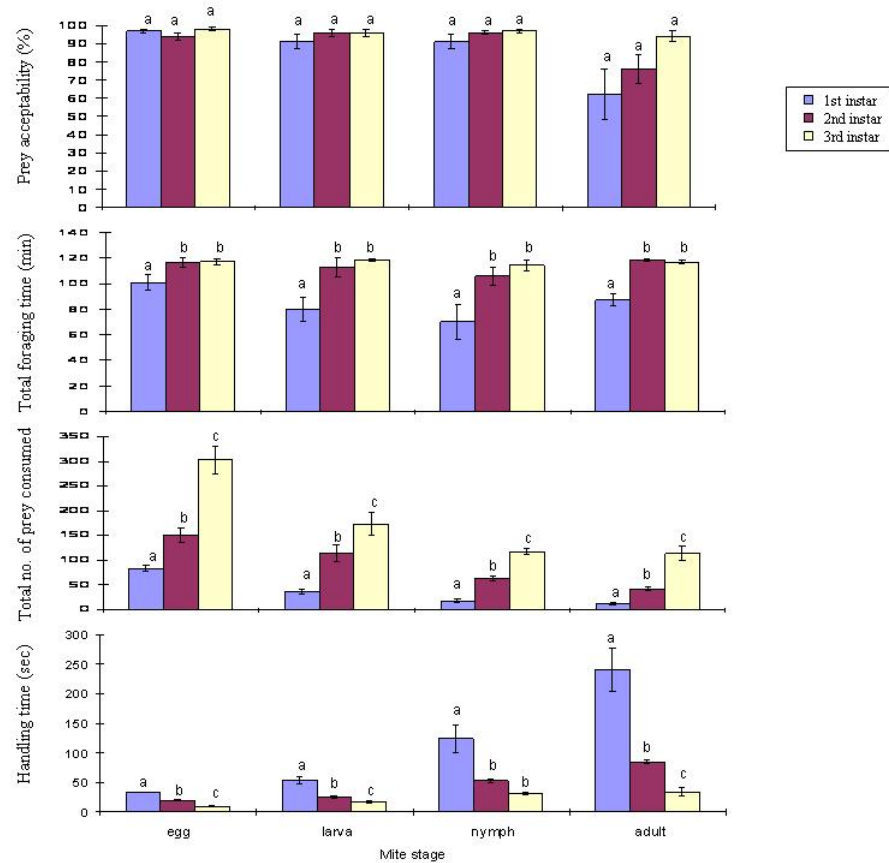 a a a a a a a a a a a a
Prey acceptability (%)
100
90
80
70
60
50
40
30
20
10
0
1st instar
2nd instar
3rd instar
a b b a b b a b b a b b
Total foraging time (min)
140
120
100
80
60
40
20
0
a b c a b c a b c a b c
Total no. of prey consumed
350
300
250
200
150
100
50
0
a b c a b c a b c a b c
Handling time (sec)
300
250
200
150
100
50
0
egg larva nymph adult
Mite stage